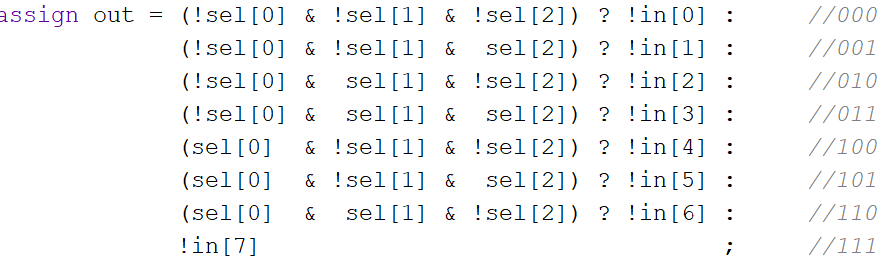 assign out = (!sel[0] & !sel[1] & !sel[2]) ? !in[0] : //000
(!sel[0] & !sel[1] & sel[2]) ? !in[1] : //001
(!sel[0] & sel[1] & !sel[2]) ? !in[2] : //010
(!sel[0] & sel[1] & sel[2]) ? !in[3] : //011
(sel[0] & !sel[1] & !sel[2]) ? !in[4] : //100
(sel[0] & !sel[1] & sel[2]) ? !in[5] : //101
(sel[0] & sel[1] & !sel[2]) ? !in[6] : //110
!in[7] ; //111